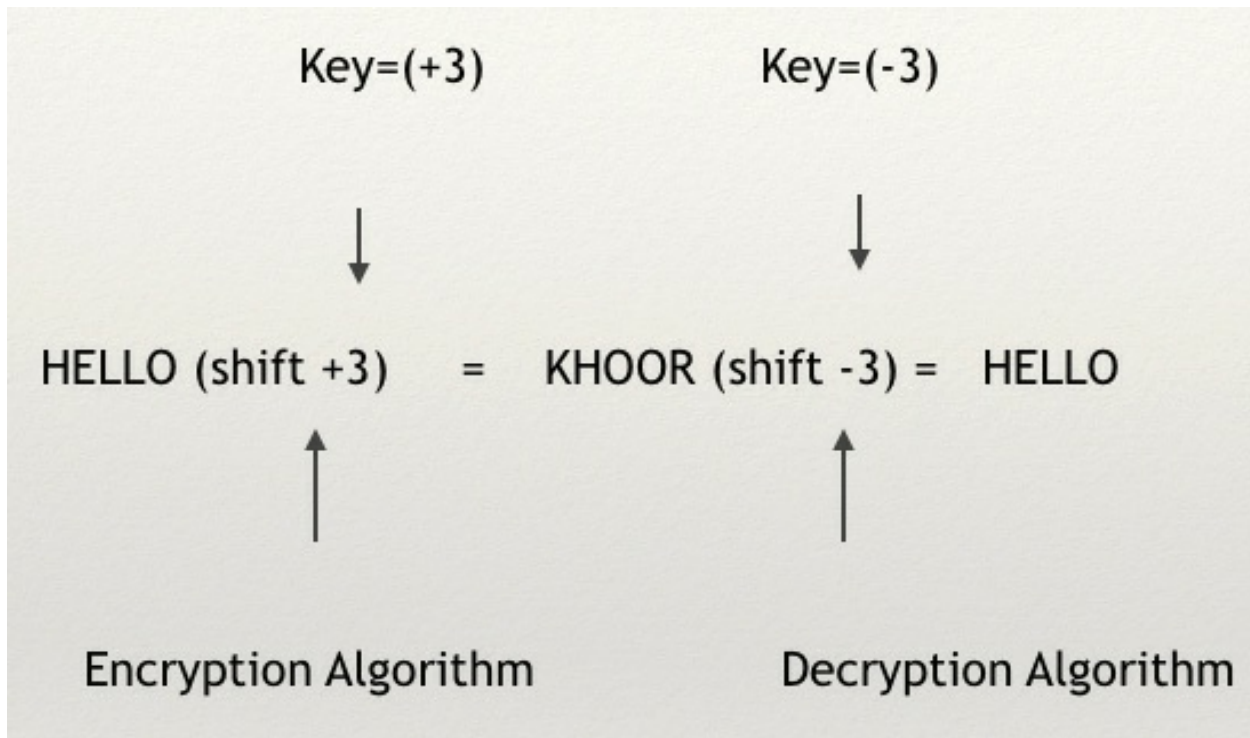 Key=(+3) Key=(-3)
HELLO (shift +3) = KHOOR (shift -3) = HELLO
Encryption Algorithm Decryption Algorithm